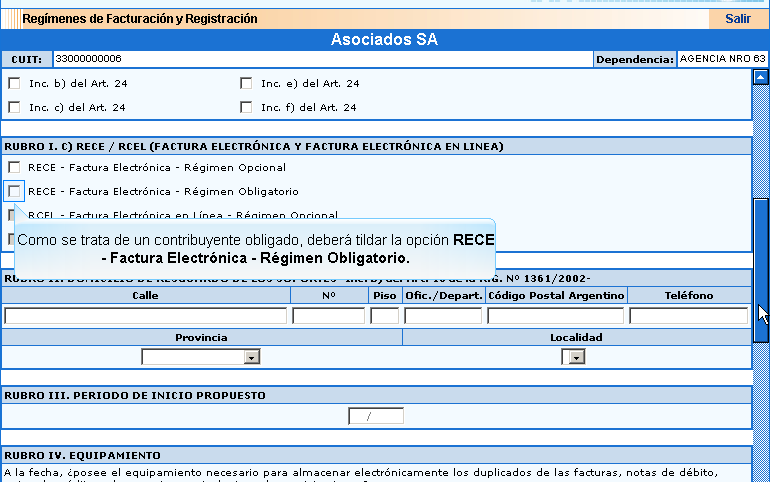 Regímenes de Facturación y Registración Salir
Asociados SA
CUIT: 33000000006 Dependencia: AGENCIA NRO 63
Inc. b) del Art. 24 Inc. e) del Art. 24
Inc. c) del Art. 24 Inc. f) del Art. 24
RUBRO I. C) RECE / RCEL (FACTURA ELECTRÓNICA Y FACTURA ELECTRÓNICA EN LINEA)
RECE - Factura Electrónica - Régimen Opcional
RECE - Factura Electrónica - Régimen Obligatorio
RCEL - Factura Electrónica en Línea - Régimen Opcional
Como se trata de un contribuyente obligado, deberá tildar la opción RECE
- Factura Electrónica - Régimen Obligatorio.
RUBRO II. DOMICILIO DE RESGUARDO DE LOS SOPORTES -Inc. b) del Art. 10 de la R.G. Nº 1361/2002-
Calle Nº Piso Ofic./Depart. Código Postal Argentino Teléfono
Provincia Localidad
RUBRO III. PERIODO DE INICIO PROPUESTO
/
RUBRO IV. EQUIPAMIENTO
A la fecha, ¿posee el equipamiento necesario para almacenar electrónicamente los duplicados de las facturas, notas de débito,